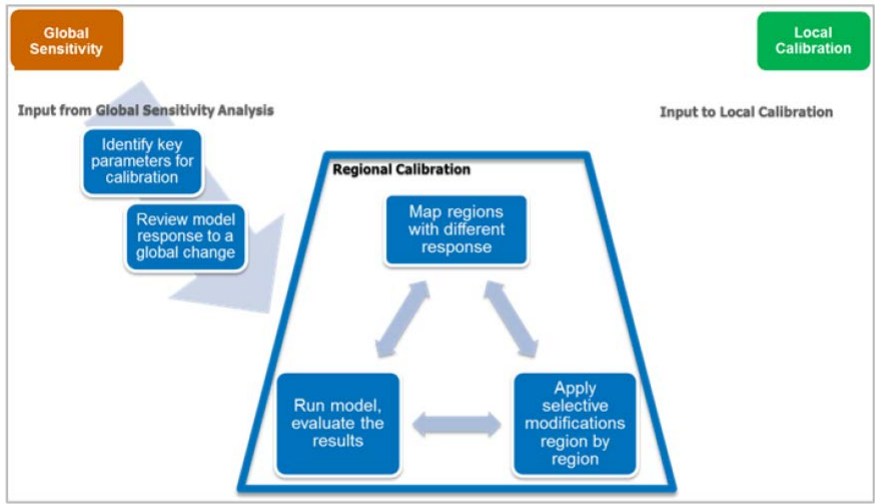 Global
Sensitivity
Local
Calibration
Input from Global Sensitivity Analysis
Input to Local Calibration
Identify key
parameters for
calibration
Review model
response to a
global change
Regional Calibration
Map regions
with different
response
Run model,
evaluate the
results
Apply
selective
modifications
region by
region